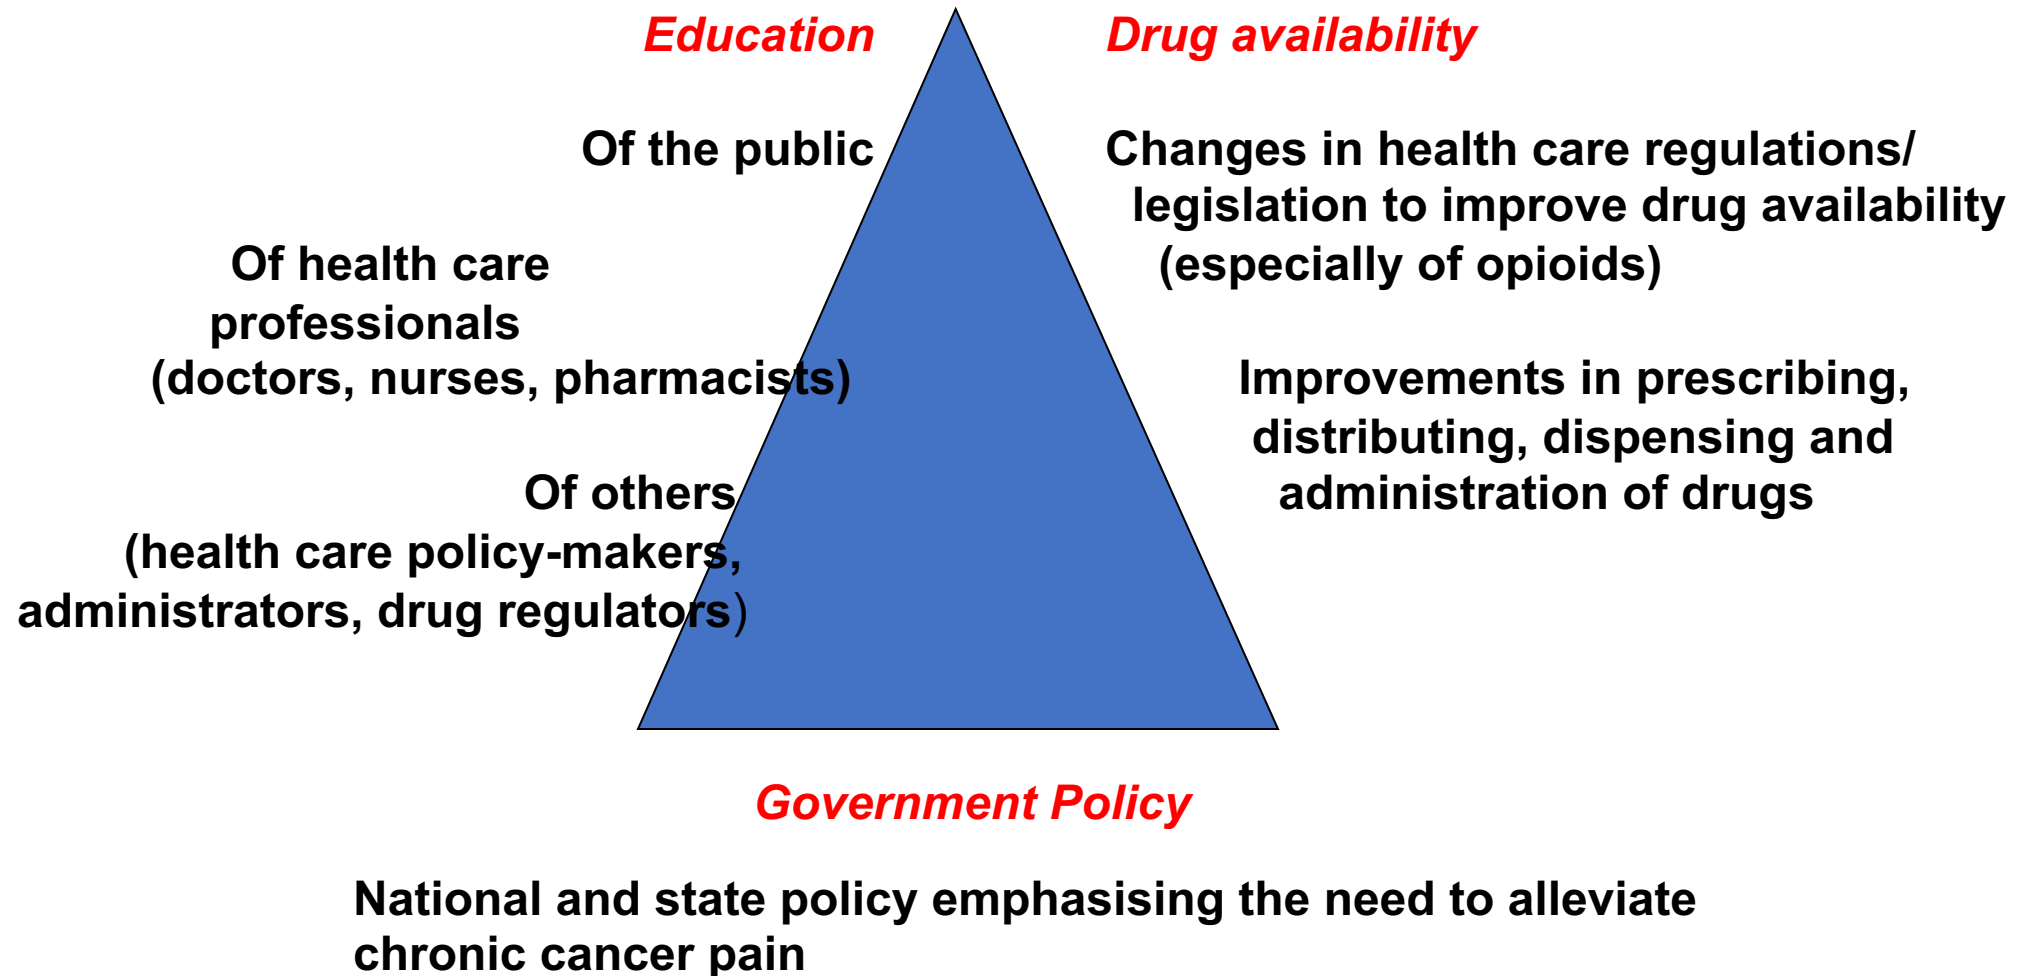 Education
Of the public
Of health care
professionals
(doctors, nurses, pharmacists)
Of others
(health care policy-makers,
administrators, drug regulators)
Drug availability
Changes in health care regulations/
legislation to improve drug availability
(especially of opioids)
Improvements in prescribing,
distributing, dispensing and
administration of drugs
Government Policy
National and state policy emphasising the need to alleviate
chronic cancer pain